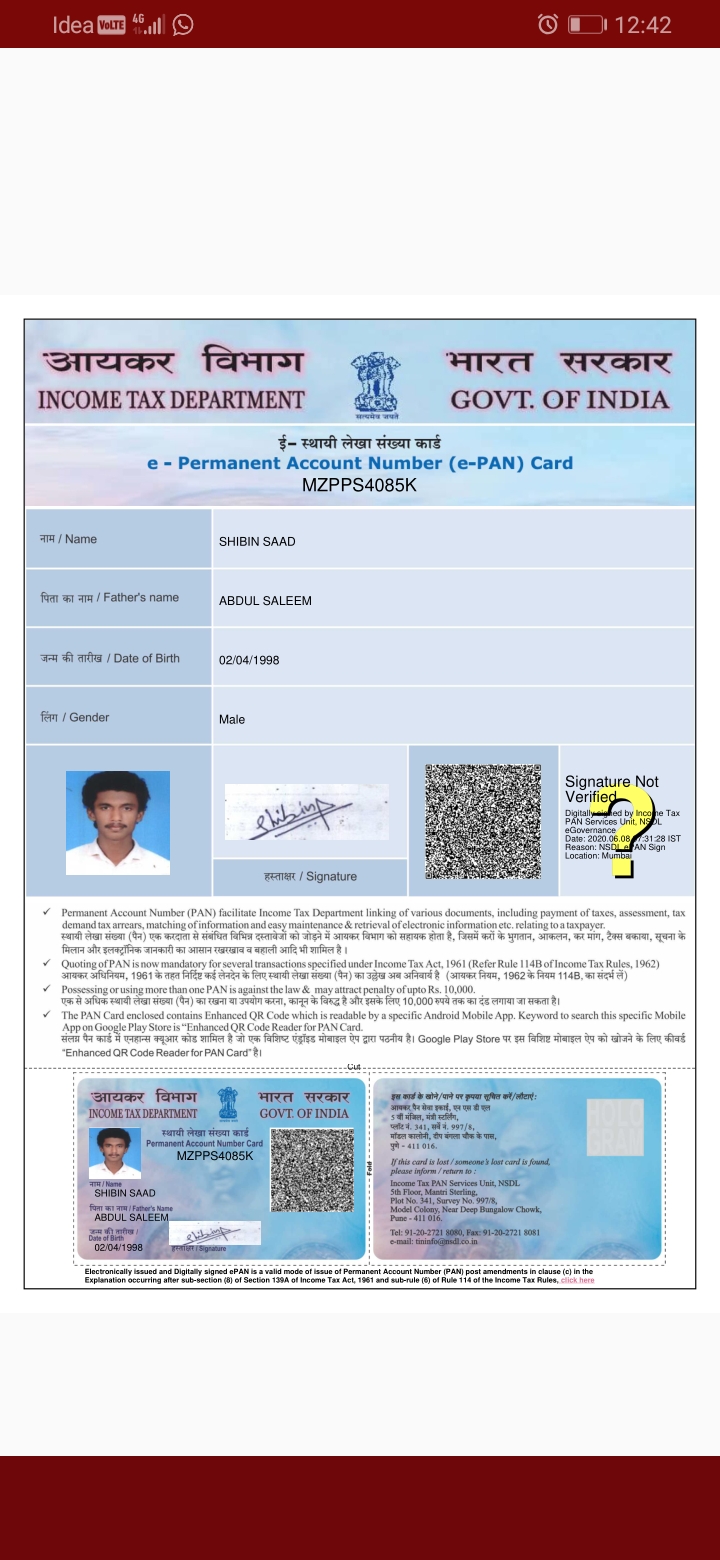 Idea VoLTE 4G 12:42
आयकर विभाग भारत सरकार
INCOME TAX DEPARTMENT GOVT. OF INDIA
सत्यमेव जयते
ई- स्थायी लेखा संख्या कार्ड
e - Permanent Account Number (e-PAN) Card
MZPPS4085K
नाम / Name SHIBIN SAAD
पिता का नाम / Father's name ABDUL SALEEM
जन्म की तारीख / Date of Birth 02/04/1998
लिंग / Gender Male
Signature Not
Verified
Digitally signed by Income Tax
PAN Services Unit, NSDL
eGovernance
Date: 2020.06.08 07:31:28 IST
Reason: NSDL ePAN Sign
Location: Mumbai
हस्ताक्षर / Signature
✓ Permanent Account Number (PAN) facilitate Income Tax Department linking of various documents, including payment of taxes, assessment, tax
demand tax arrears, matching of information and easy maintenance & retrieval of electronic information etc. relating to a taxpayer.
स्थायी लेखा संख्या (पैन) एक करदाता से संबंधित विभिन्न दस्तावेजों को जोड़ने में आयकर विभाग को सहायक होता है, जिसमें करों के भुगतान, आकलन, कर मांग, टैक्स बकाया, सूचना के
मिलान और इलक्ट्रॉनिक जानकारी का आसान रखरखाव व बहाली आदि भी शामिल है ।
✓ Quoting of PAN is now mandatory for several transactions specified under Income Tax Act, 1961 (Refer Rule 114B of Income Tax Rules, 1962)
आयकर अधिनियम, 1961 के तहत निर्दिष्ट कई लेनदेन के लिए स्थायी लेखा संख्या (पैन) का उल्लेख अब अनिवार्य है (आयकर नियम, 1962 के नियम 114B, का संदर्भ लें)
✓ Possessing or using more than one PAN is against the law & may attract penalty of upto Rs. 10,000.
एक से अधिक स्थायी लेखा संख्या (पैन) का रखना या उपयोग करना, कानून के विरुद्ध है और इसके लिए 10,000 रुपये तक का दंड लगाया जा सकता है।
✓ The PAN Card enclosed contains Enhanced QR Code which is readable by a specific Android Mobile App. Keyword to search this specific Mobile
App on Google Play Store is “Enhanced QR Code Reader for PAN Card.
संलग्न पैन कार्ड में एनहान्स क्यूआर कोड शामिल है जो एक विशिष्ट एंड्रॉइड मोबाइल ऐप द्वारा पठनीय है। Google Play Store पर इस विशिष्ट मोबाइल ऐप को खोजने के लिए कीवर्ड
“Enhanced QR Code Reader for PAN Card” है।
Cut
आयकर विभाग भारत सरकार
INCOME TAX DEPARTMENT GOVT. OF INDIA
स्थायी लेखा संख्या कार्ड
Permanent Account Number Card
MZPPS4085K
नाम / Name
SHIBIN SAAD
पिता का नाम / Father's Name
ABDUL SALEEM
जन्म की तारीख /
Date of Birth
02/04/1998
हस्ताक्षर / Signature
Fold
इस कार्ड के खोने/पाने पर कृपया सूचित करें/लौटाएं:
आयकर पैन सेवा इकाई, एन एस डी एल
5 वीं मंजिल, मंत्री स्टर्लिंग,
प्लॉट नं. 341, सर्वे नं. 997/8,
मॉडल कालोनी, दीप बंगला चौक के पास,
पुणे - 411 016.
If this card is lost / someone's lost card is found,
please inform / return to :
Income Tax PAN Services Unit, NSDL
5th Floor, Mantri Sterling,
Plot No. 341, Survey No. 997/8,
Model Colony, Near Deep Bungalow Chowk,
Pune - 411 016.
Tel: 91-20-2721 8080, Fax: 91-20-2721 8081
e-mail: tininfo@nsdl.co.in
Electronically issued and Digitally signed ePAN is a valid mode of issue of Permanent Account Number (PAN) post amendments in clause (c) in the
Explanation occurring after sub-section (8) of Section 139A of Income Tax Act, 1961 and sub-rule (6) of Rule 114 of the Income Tax Rules, click here